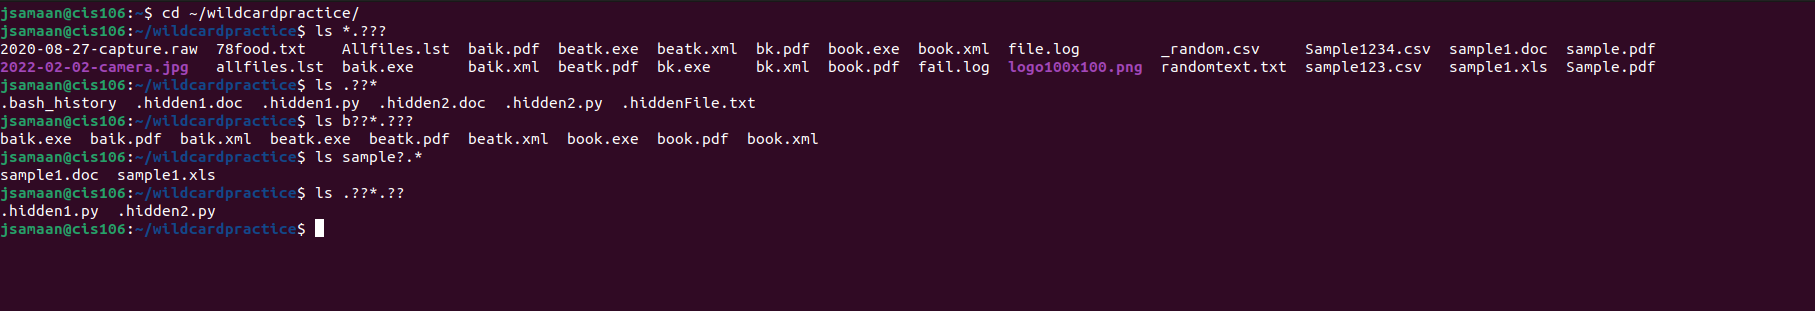 jsamaan@cis106:~$ cd ~/wildcardpractice/
jsamaan@cis106:~/wildcardpractice$ ls *.???
2020-08-27-capture.raw  78food.txt    Allfiles.lst  baik.pdf  beatk.exe  beatk.xml  bk.pdf  book.exe  book.xml  file.log         _random.csv     Sample1234.csv  sample1.doc  sample.pdf
2022-02-02-camera.jpg   allfiles.lst  baik.exe      baik.xml  beatk.pdf  bk.exe     bk.xml  book.pdf  fail.log  logo100x100.png  randomtext.txt  sample123.csv   sample1.xls  Sample.pdf
jsamaan@cis106:~/wildcardpractice$ ls .??*
.bash_history  .hidden1.doc  .hidden1.py  .hidden2.doc  .hidden2.py  .hiddenFile.txt
jsamaan@cis106:~/wildcardpractice$ ls b??*.???
baik.exe  baik.pdf  baik.xml  beatk.exe  beatk.pdf  beatk.xml  book.exe  book.pdf  book.xml
jsamaan@cis106:~/wildcardpractice$ ls sample?.*
sample1.doc  sample1.xls
jsamaan@cis106:~/wildcardpractice$ ls .??*.??
.hidden1.py  .hidden2.py
jsamaan@cis106:~/wildcardpractice$